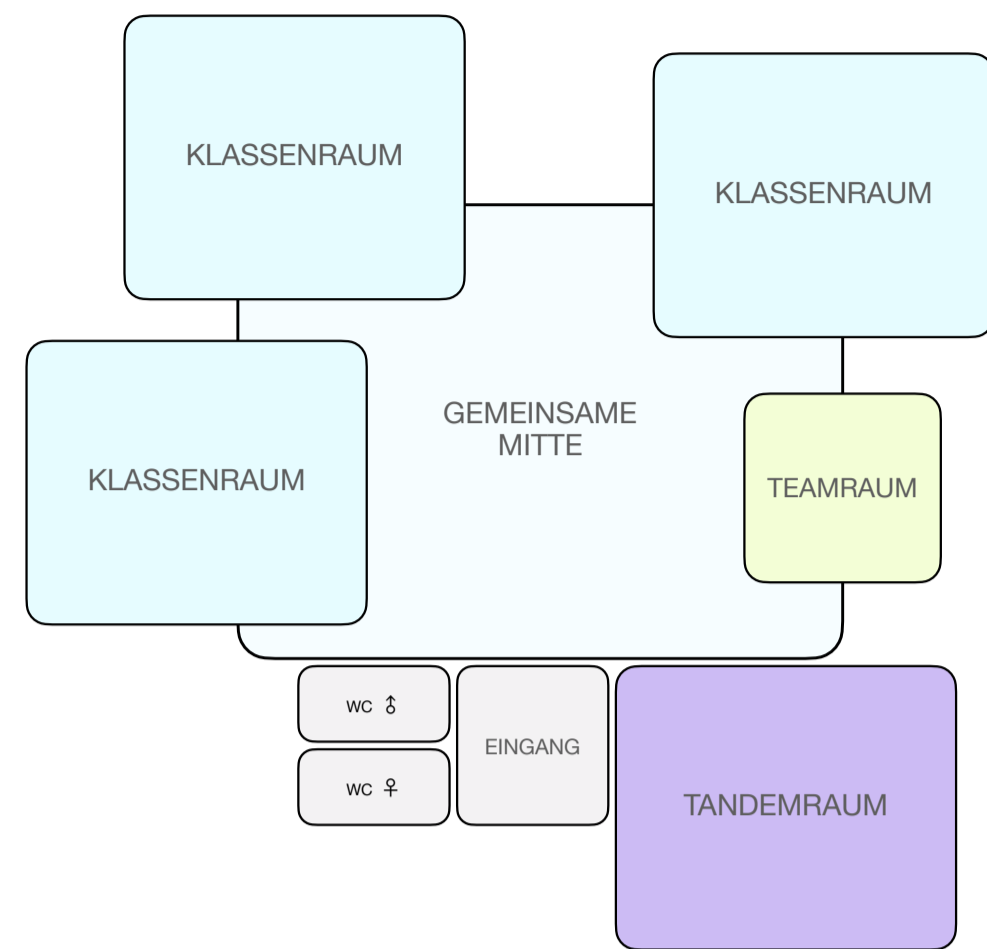 KLASSENRAUM
KLASSENRAUM
GEMEINSAME
MITTE
KLASSENRAUM
TEAMRAUM
WC ♂
EINGANG
WC ♀
TANDEMRAUM